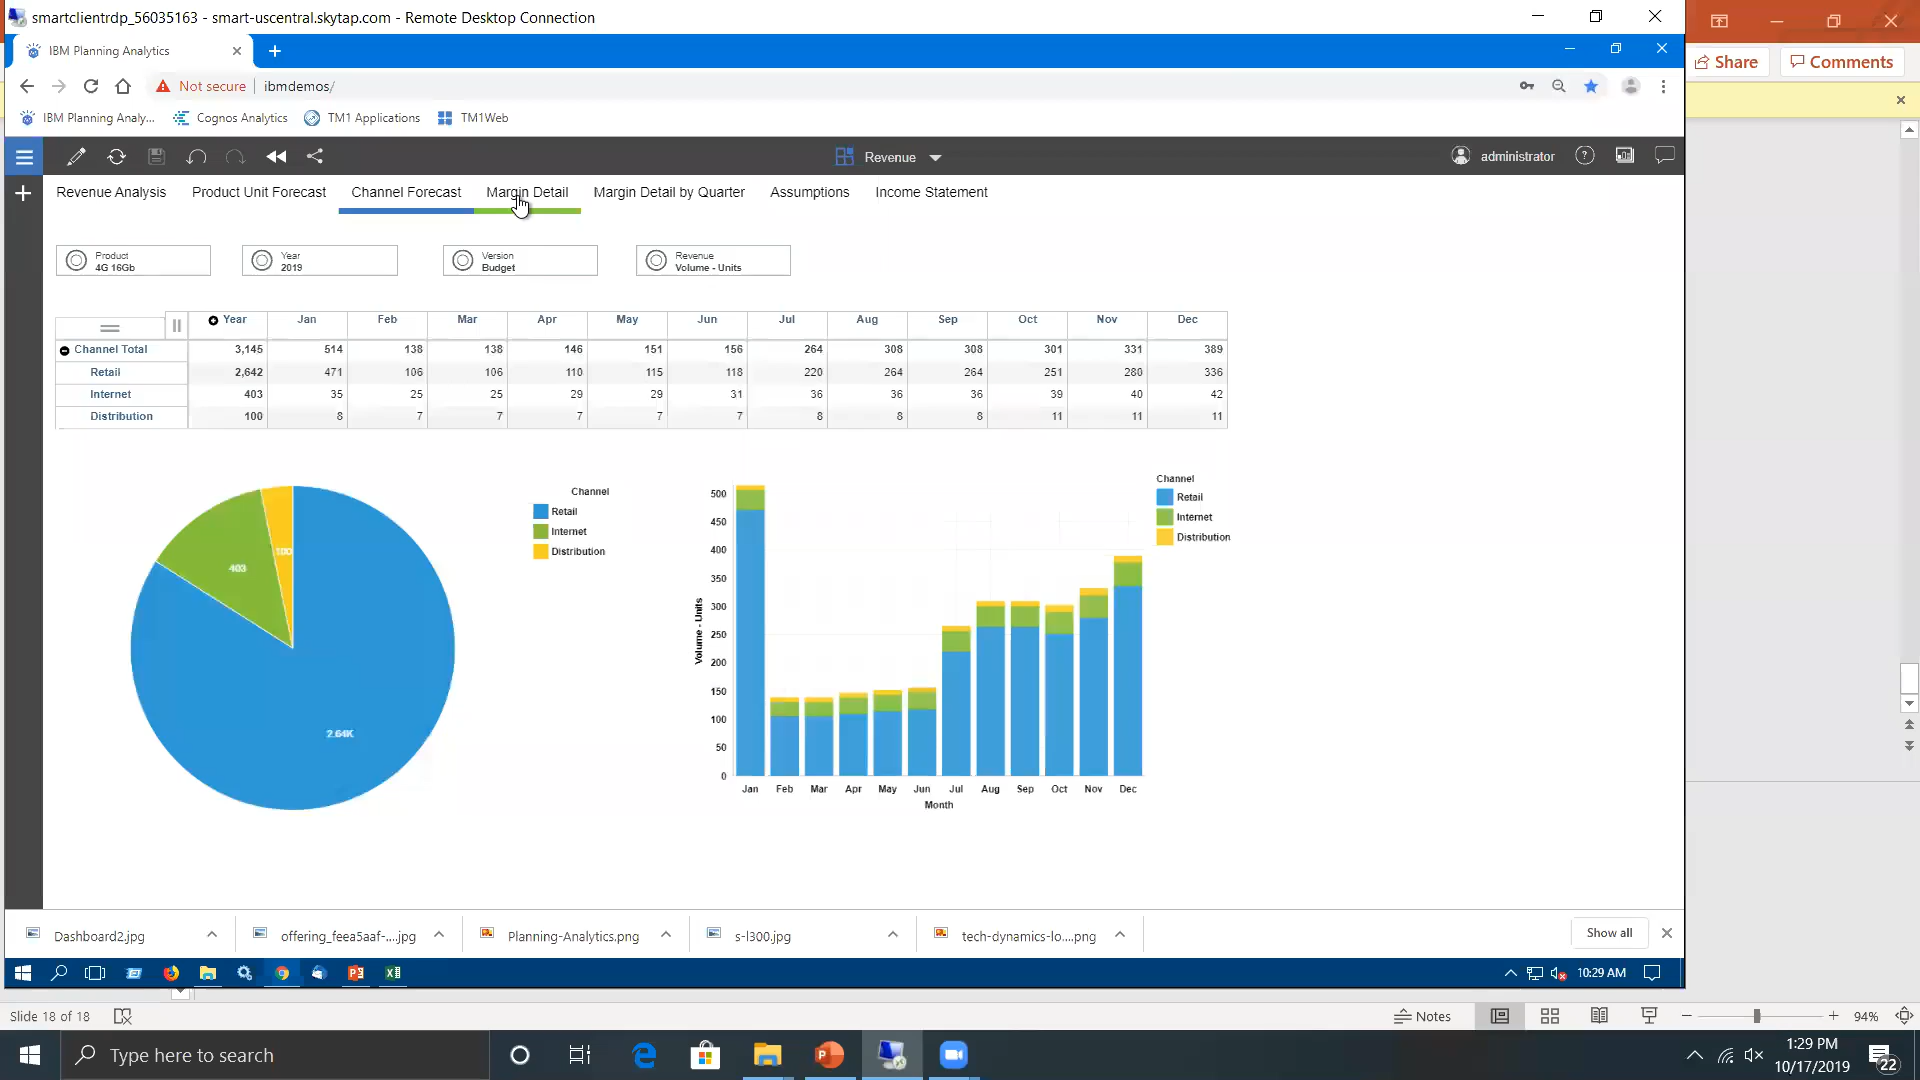 smartclientrdp_56035163 - smart-uscentral.skytap.com - Remote Desktop Connection
IBM Planning Analytics
Share
Comments
Not secure
ibmdemos/
IBM Planning Analy...
Cognos Analytics
TM1 Applications
TM1Web
Revenue
administrator
Revenue Analysis
Product Unit Forecast
Channel Forecast
Margin Detail
Margin Detail by Quarter
Assumptions
Income Statement
Product
4G 16Gb
Year
2019
Version
Budget
Revenue
Volume - Units
Year Jan Feb Mar Apr May Jun Jul Aug Sep Oct Nov Dec
Channel Total 3,145 514 138 138 146 151 156 264 308 308 301 331 389
Retail 2,642 471 106 106 110 115 118 220 264 264 251 280 336
Internet 403 35 25 25 29 29 31 36 36 36 39 40 42
Distribution 100 8 7 7 7 7 7 8 8 8 11 11 11
Channel
Retail
Internet
Distribution
100
403
2.64K
Volume - Units
500
450
400
350
300
250
200
150
100
50
0
Jan Feb Mar Apr May Jun Jul Aug Sep Oct Nov Dec
Month
Channel
Retail
Internet
Distribution
Dashboard2.jpg
offering_feea5aaf-....jpg
Planning-Analytics.png
s-l300.jpg
tech-dynamics-lo....png
Show all
10:29 AM
Slide 18 of 18
Notes
94%
Type here to search
1:29 PM
10/17/2019
22